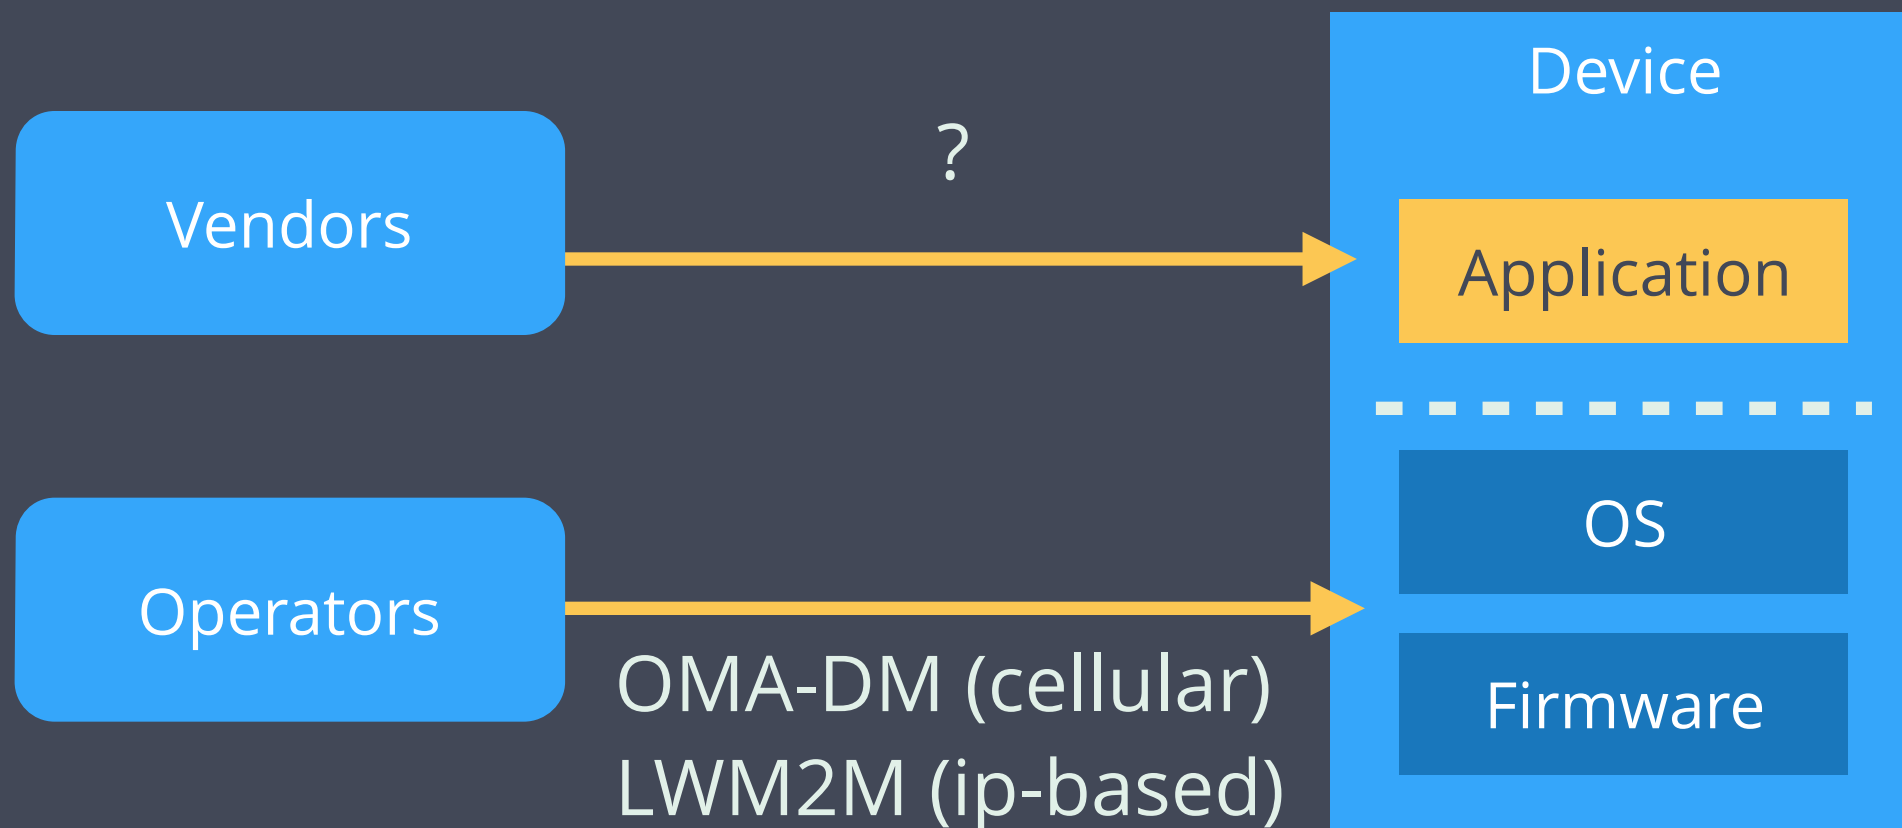 Device
?
Vendors
Application
OS
Operators
OMA-DM (cellular)
Firmware
LWM2M (ip-based)